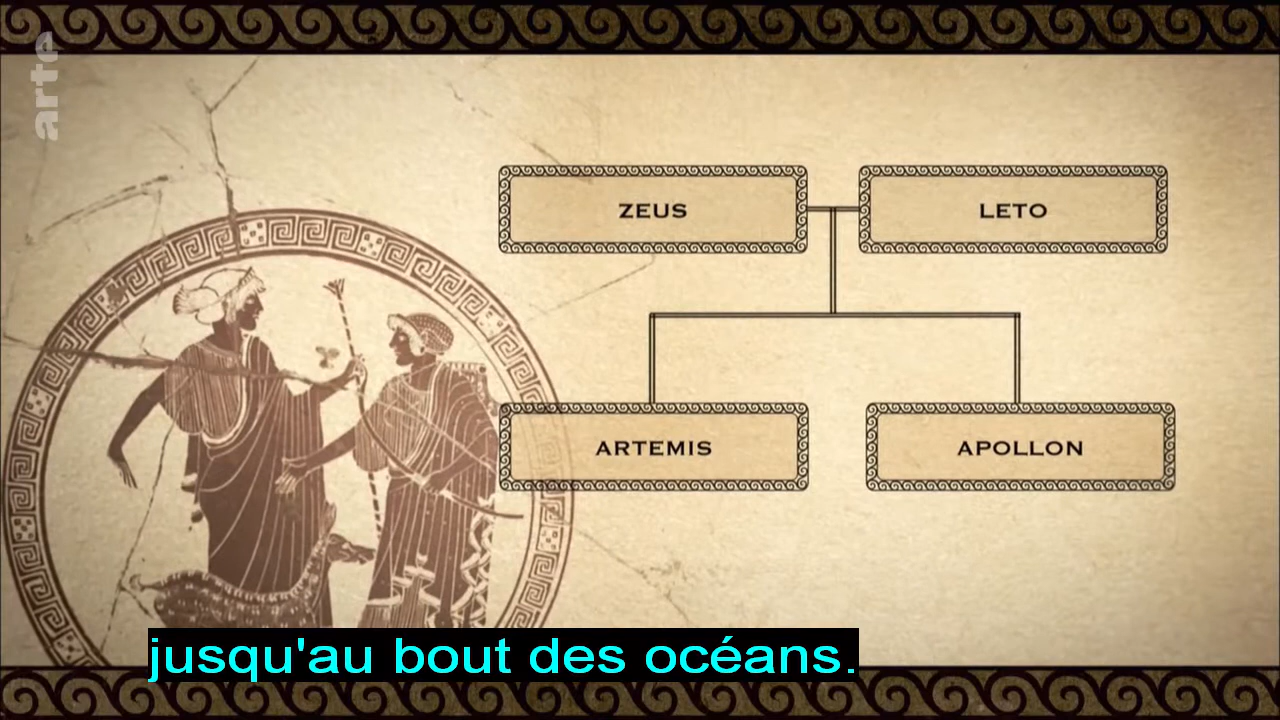 arte
ZEUS
LETO
ARTEMIS
APOLLON
jusqu'au bout des océans.